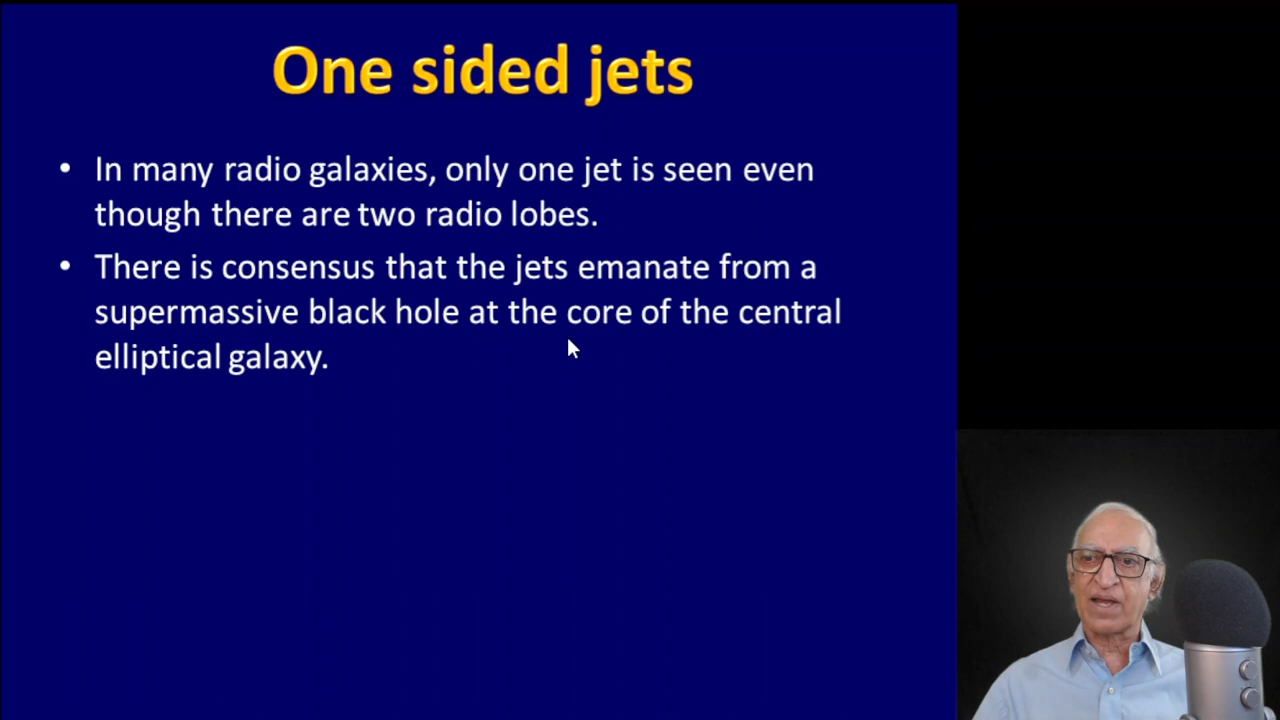 One sided jets
• In many radio galaxies, only one jet is seen even
though there are two radio lobes.
• There is consensus that the jets emanate from a
supermassive black hole at the core of the central
elliptical galaxy.